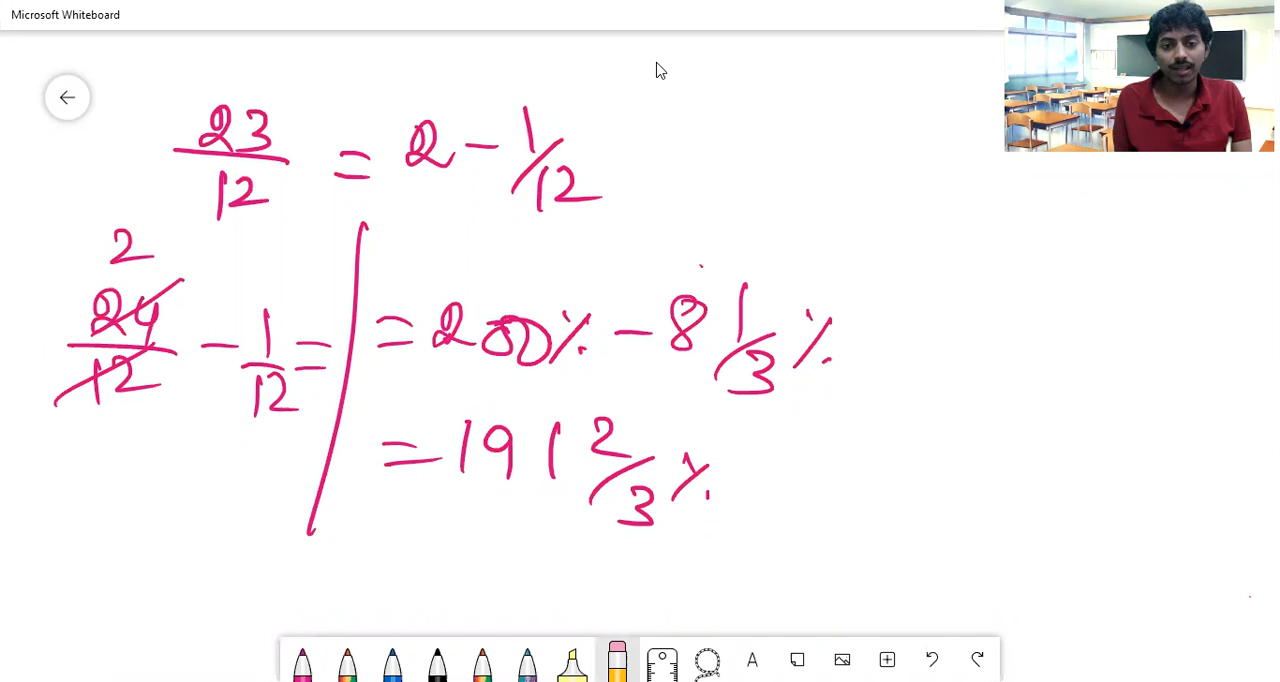 Microsoft Whiteboard
23/12 = 2 - 1/12
2
24/12 - 1/12 =
= 200% - 8 1/3 %
= 191 2/3 %
A